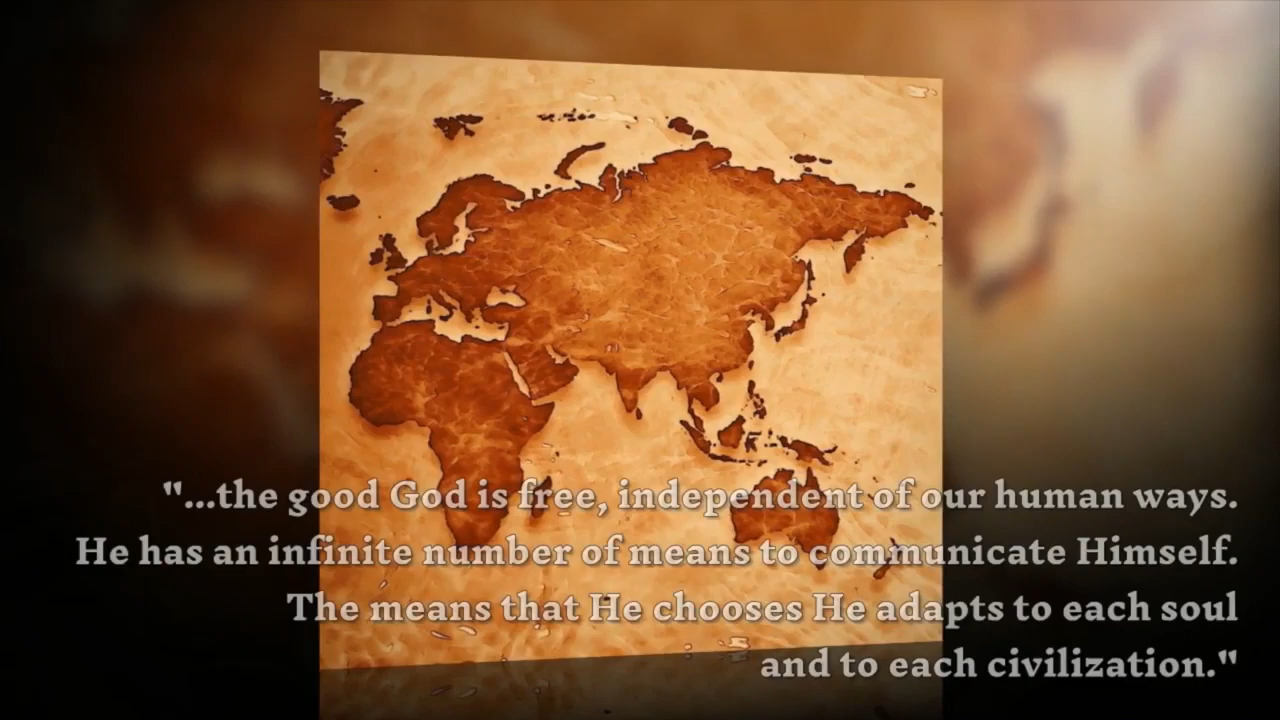 "...the good God is free, independent of our human ways.
He has an infinite number of means to communicate Himself.
The means that He chooses He adapts to each soul
and to each civilization."